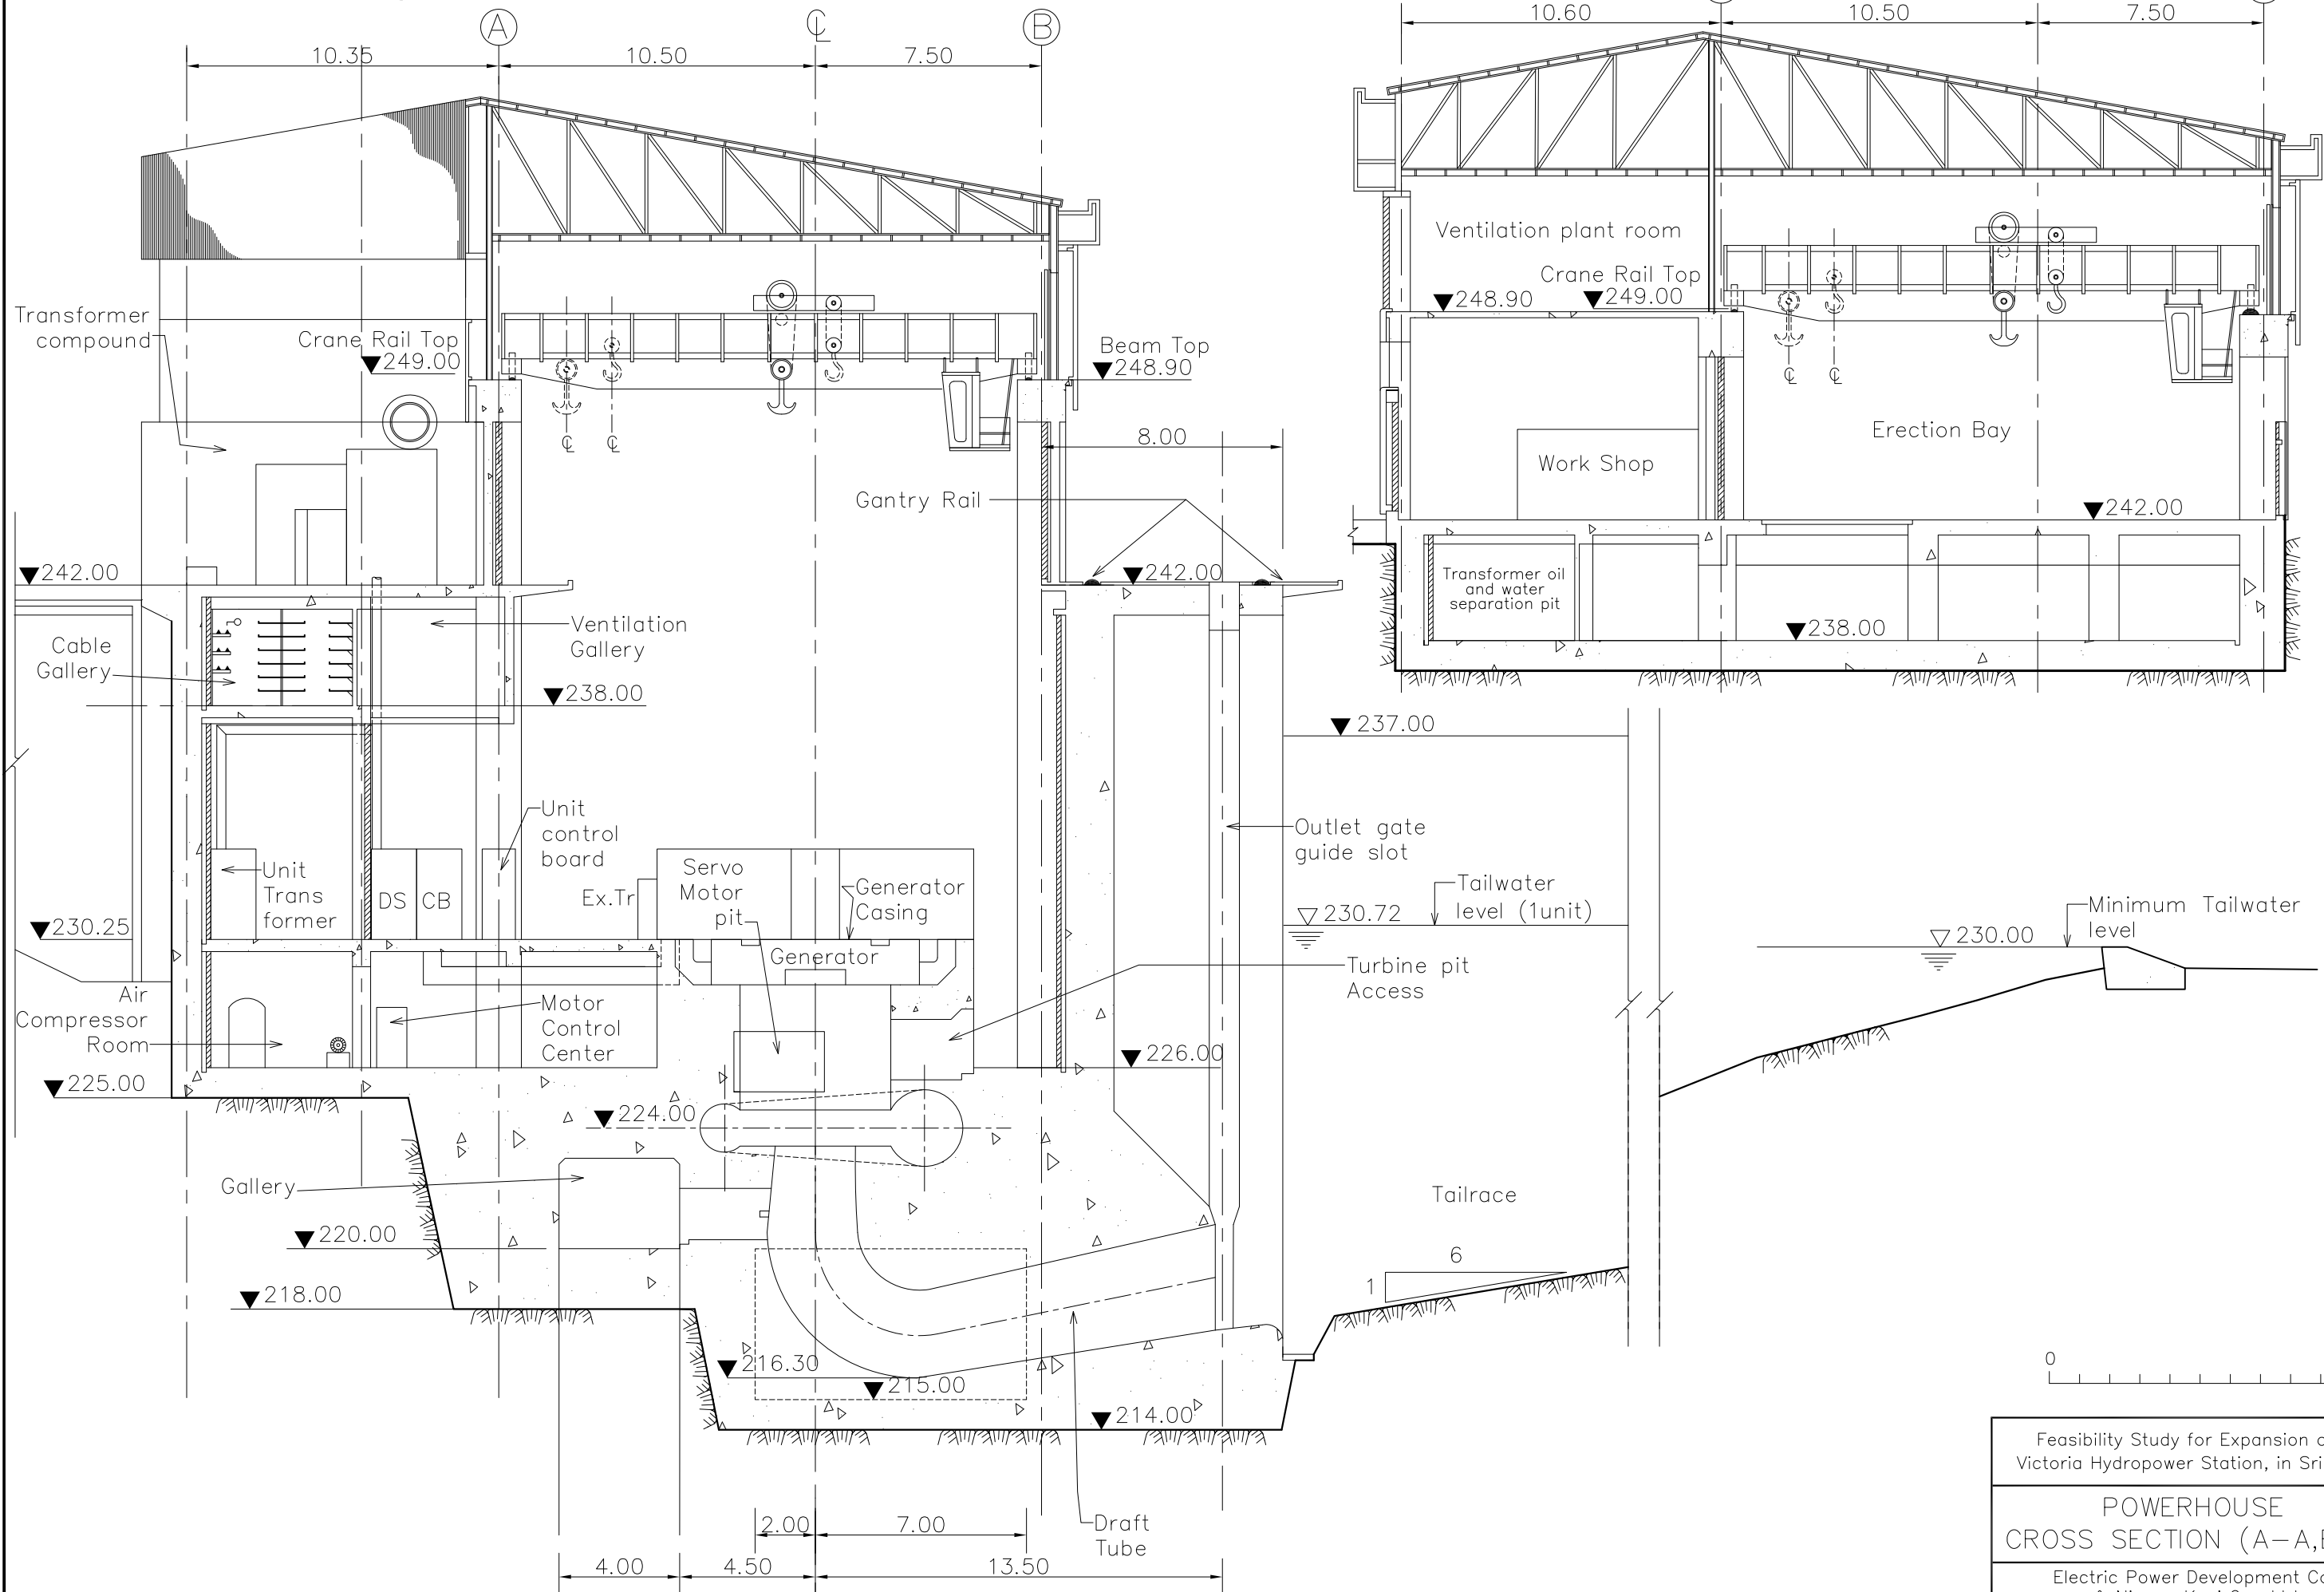 A
B
10.35
10.50
7.50
10.60
10.50
7.50
Transformer
compound
Crane Rail Top
249.00
Beam Top
248.90
8.00
Gantry Rail
242.00
242.00
Cable
Gallery
Ventilation
Gallery
238.00
Unit
control
board
Unit
Trans
former
DS
CB
Ex.Tr
Servo
Motor
pit
Generator
Casing
Generator
230.25
Air
Compressor
Room
Motor
Control
Center
Turbine pit
Access
225.00
226.00
224.00
Gallery
220.00
218.00
216.30
215.00
214.00
Draft
Tube
2.00
7.00
4.00
4.50
13.50
Outlet gate
guide slot
237.00
Tailwater
level (1unit)
230.72
Tailrace
1
6
Minimum Tailwater
level
230.00
Ventilation plant room
Crane Rail Top
248.90
249.00
Work Shop
Erection Bay
242.00
Transformer oil
and water
separation pit
238.00
0
Feasibility Study for Expansion
Victoria Hydropower Station, in Sri
POWERHOUSE
CROSS SECTION (A-A,
Electric Power Development